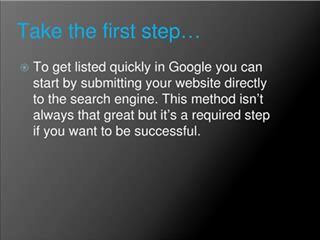 Take the first step…
To get listed quickly in Google you can
start by submitting your website directly
to the search engine. This method isn’t
always that great but it’s a required step
if you want to be successful.